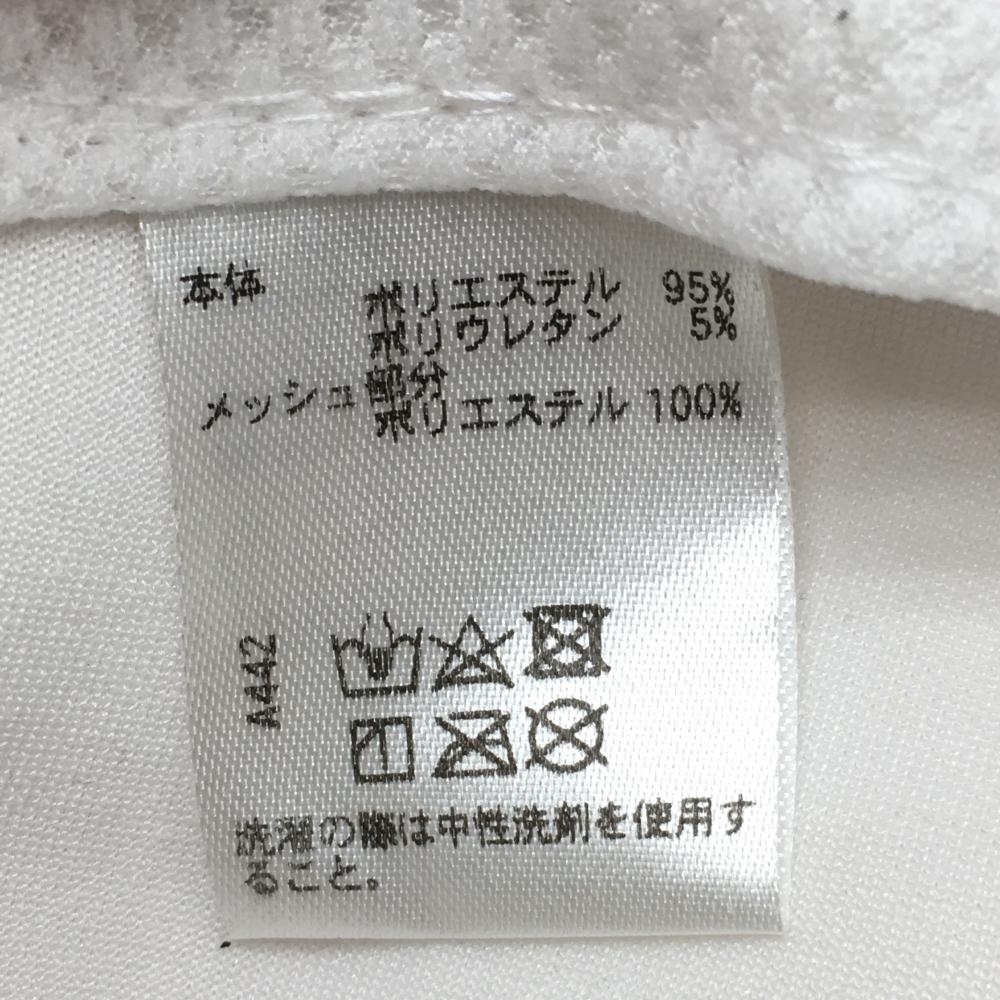 本体 ポリエステル 95%
ポリウレタン 5%
メッシュ部分
ポリエステル 100%
A442
洗濯の際は中性洗剤を使用す
ること。